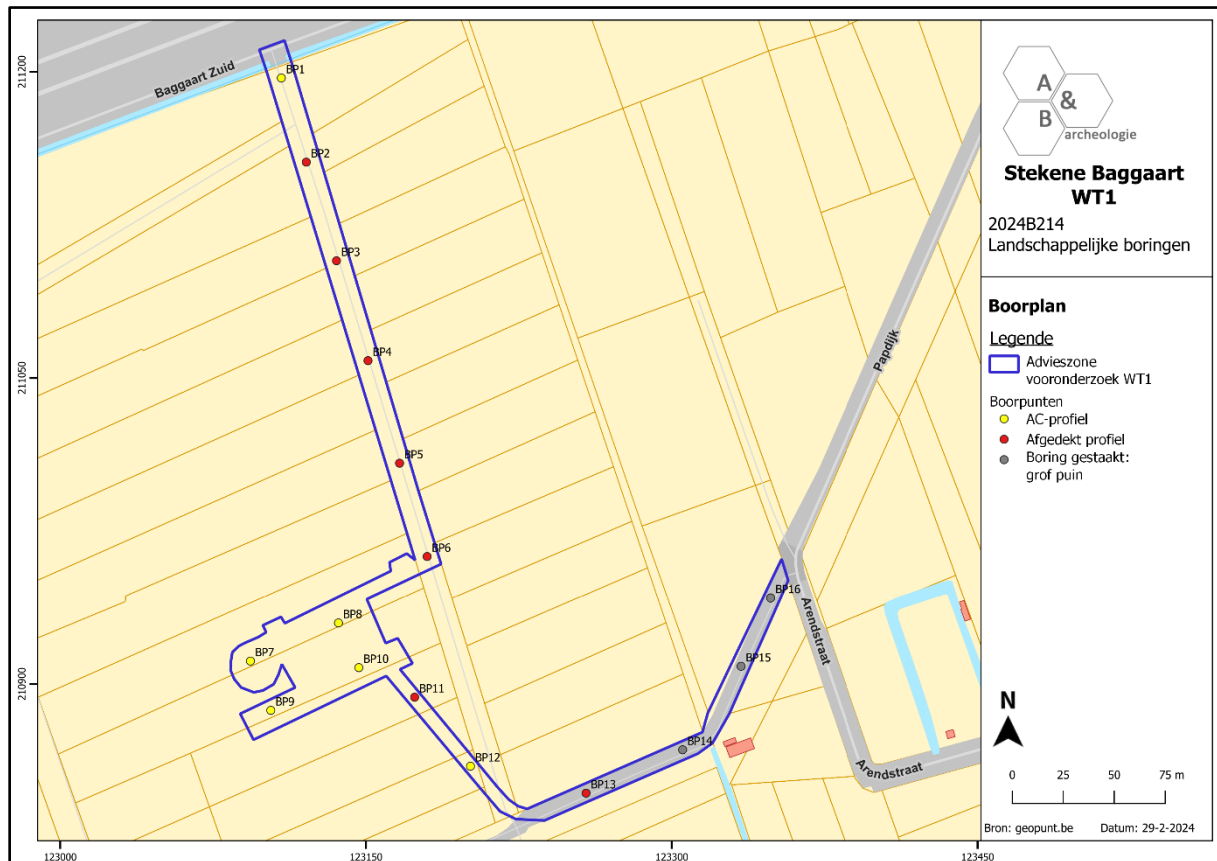 211200
211050
210900
123000
123150
123300
123450
Baggaart Zuid
BP1
BP2
BP3
BP4
BP5
BP6
BP7
BP8
BP9
BP10
BP11
BP12
BP13
BP14
BP15
BP16
Papdijk
Arendstraat
Arendstraat
A
&
B
archeologie
Stekene Baggaart
WT1
2024B214
Landschappelijke boringen
Boorplan
Legende
Advieszone
vooronderzoek WT1
Boorpunten
AC-profiel
Afgedekt profiel
Boring gestaakt:
grof puin
N
0 25 50 75 m
Bron: geopunt.be Datum: 29-2-2024